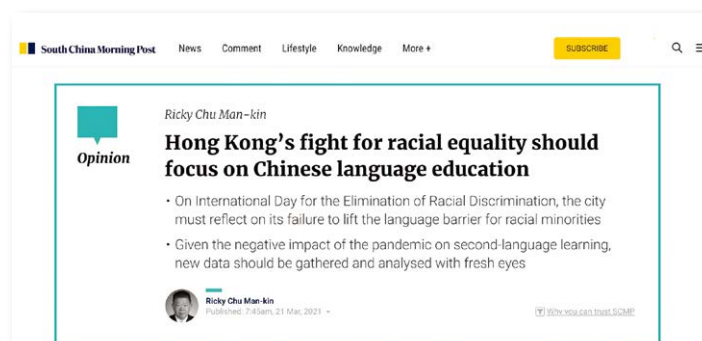 South China Morning Post News Comment Lifestyle Knowledge More + SUBSCRIBE
Opinion
Ricky Chu Man-kin
Hong Kong's fight for racial equality should
focus on Chinese language education
• On International Day for the Elimination of Racial Discrimination, the city
must reflect on its failure to lift the language barrier for racial minorities
• Given the negative impact of the pandemic on second-language learning,
new data should be gathered and analysed with fresh eyes
Ricky Chu Man-kin
Published: 7:45am, 21 Mar, 2021
Why you can trust SCMP